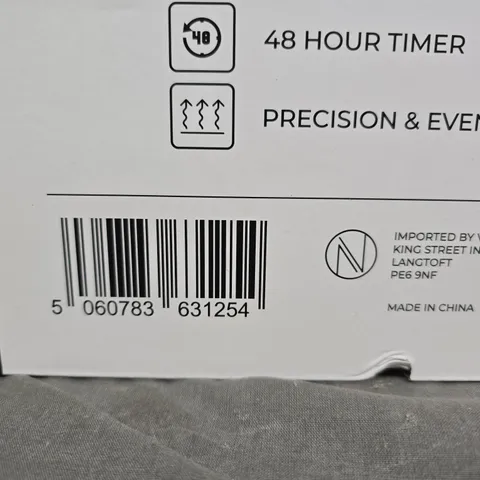 48
48 HOUR TIMER
PRECISION & EVEN
5 060783 631254
N
IMPORTED BY
KING STREET IN
LANGTOFT
PE6 9NF
MADE IN CHINA